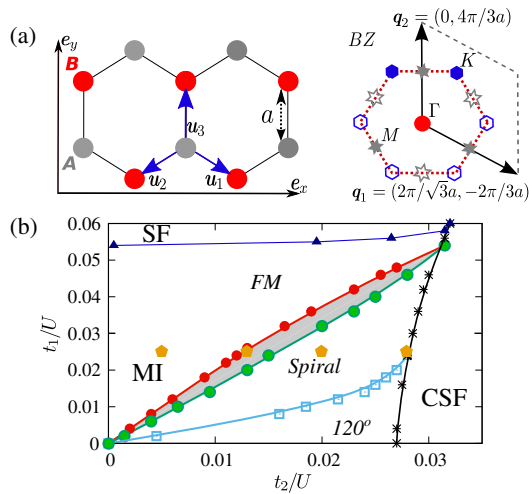 (a)
e_y
B
A
u_3
u_2
u_1
a
e_x
q_2 = (0, 4π/3a)
BZ
K
Γ
M
q_1 = (2π/√3a, -2π/3a)
(b)
t_1/U
0.06
0.05
0.04
0.03
0.02
0.01
0
SF
FM
MI
Spiral
CSF
120°
0.00
0.01
0.02
0.03
t_2/U